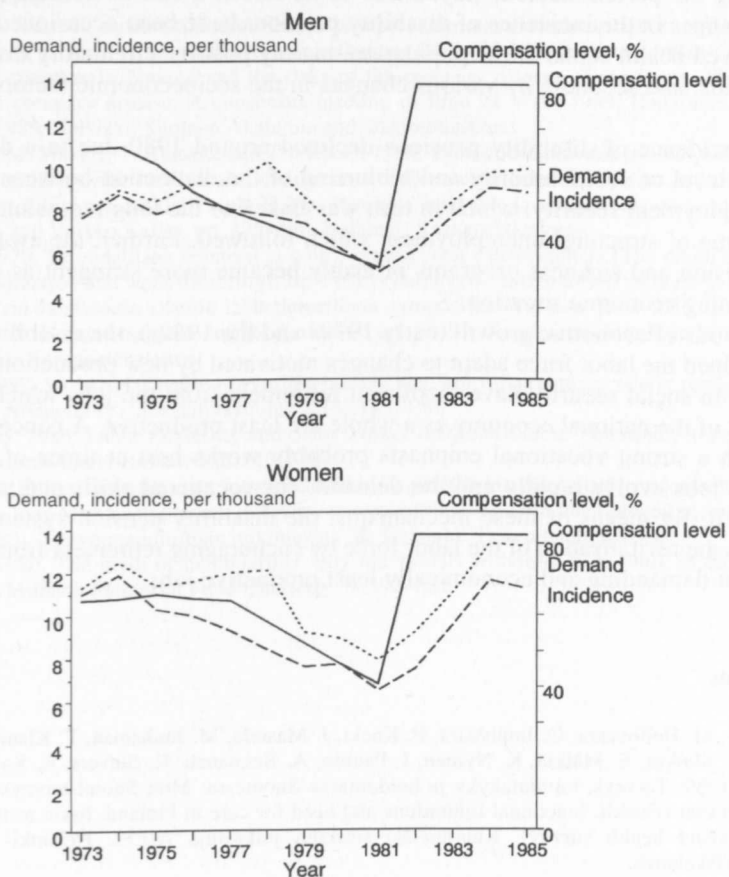 Men
Demand, incidence, per thousand
Compensation level, %
14
12
10
8
6
4
2
0
Compensation level
80
Demand
Incidence
40
0
1973 1975 1977 1979 1981 1983 1985
Year
Women
Demand, incidence, per thousand
Compensation level, %
14
12
10
8
6
4
2
0
Compensation level
80
Demand
Incidence
40
0
1973 1975 1977 1979 1981 1983 1985
Year